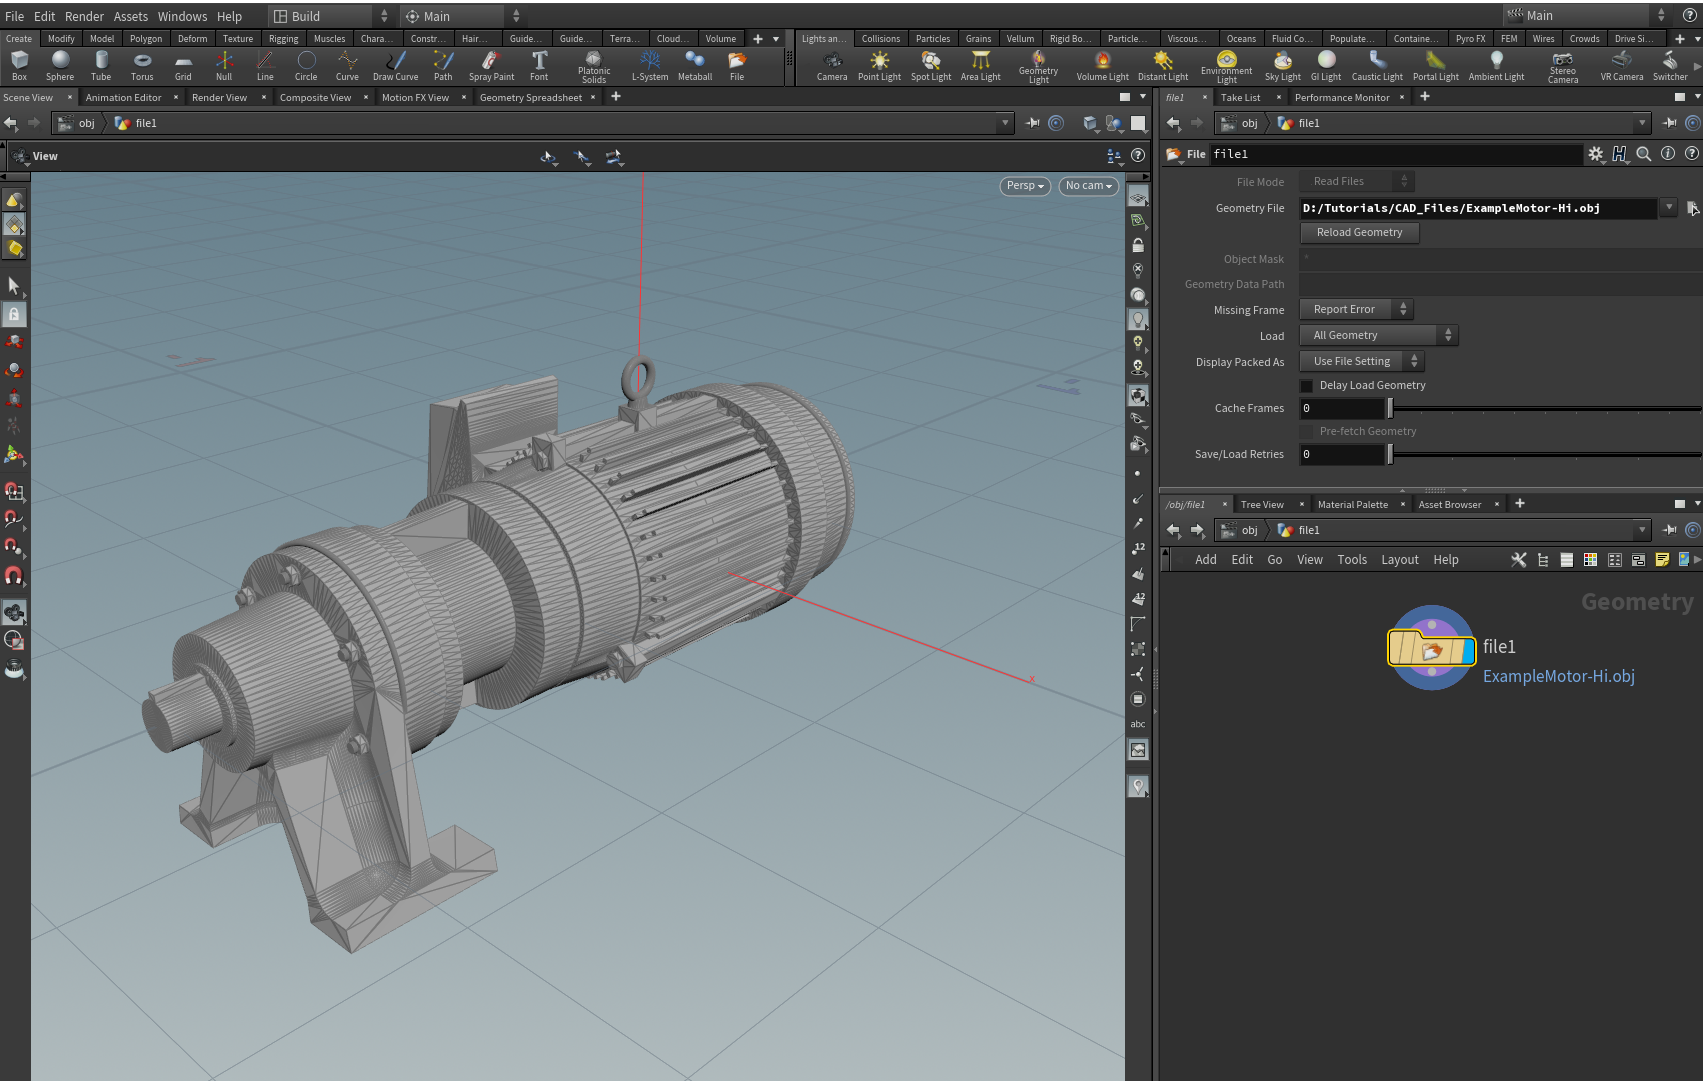 File Edit Render Assets Windows Help Build Main Main
Create Modify Model Polygon Deform Texture Rigging Muscles Chara... Constr... Hair... Guide... Guide... Terra... Cloud... Volume
Lights an... Collisions Particles Grains Vellum Rigid Bo... Particle... Viscous... Oceans Fluid Co... Populate... Containe... Pyro FX FEM Wires Crowds Drive Si...
Box Sphere Tube Torus Grid Null Line Circle Curve Draw Curve Path Spray Paint Font Platonic Solids L-System Metaball File
Camera Point Light Spot Light Area Light Geometry Light Volume Light Distant Light Environment Light Sky Light GI Light Caustic Light Portal Light Ambient Light Stereo Camera VR Camera Switcher
Scene View Animation Editor Render View Composite View Motion FX View Geometry Spreadsheet
obj file1
View
Persp No cam
x
12
12
abc
file1 Take List Performance Monitor
obj file1
File file1
File Mode Read Files
Geometry File D:/Tutorials/CAD_Files/ExampleMotor-Hi.obj
Reload Geometry
Object Mask *
Geometry Data Path
Missing Frame Report Error
Load All Geometry
Display Packed As Use File Setting
Delay Load Geometry
Cache Frames 0
Pre-fetch Geometry
Save/Load Retries 0
/obj/file1 Tree View Material Palette Asset Browser
obj file1
Add Edit Go View Tools Layout Help
Geometry
file1
ExampleMotor-Hi.obj